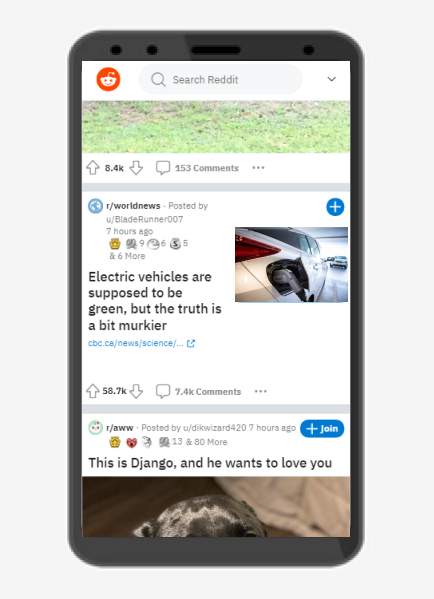 Search Reddit
8.4k 153 Comments
r/worldnews · Posted by
u/BladeRunner007
7 hours ago
9 6 5
& 6 More
Electric vehicles are
supposed to be
green, but the truth is
a bit murkier
cbc.ca/news/science/...
58.7k 7.4k Comments
r/aww · Posted by u/dikwizard420 7 hours ago
Join
13 & 80 More
This is Django, and he wants to love you